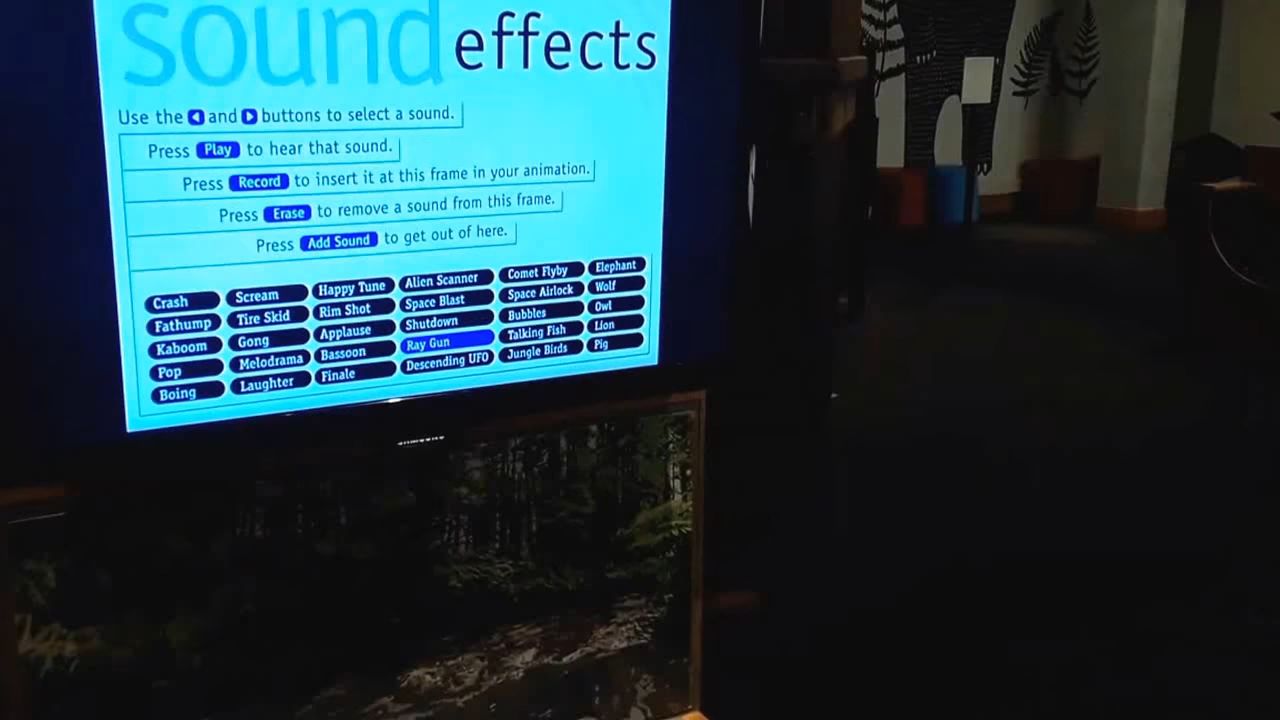 sound effects
Use the ◀ and ▶ buttons to select a sound.
Press Play to hear that sound.
Press Record to insert it at this frame in your animation.
Press Erase to remove a sound from this frame.
Press Add Sound to get out of here.
Crash
Fathump
Kaboom
Pop
Boing
Scream
Tire Skid
Gong
Melodrama
Laughter
Happy Tune
Rim Shot
Applause
Bassoon
Finale
Alien Scanner
Space Blast
Shutdown
Ray Gun
Descending UFO
Comet Flyby
Space Airlock
Bubbles
Talking Fish
Jungle Birds
Elephant
Wolf
Owl
Lion
Pig
SAMSUNG